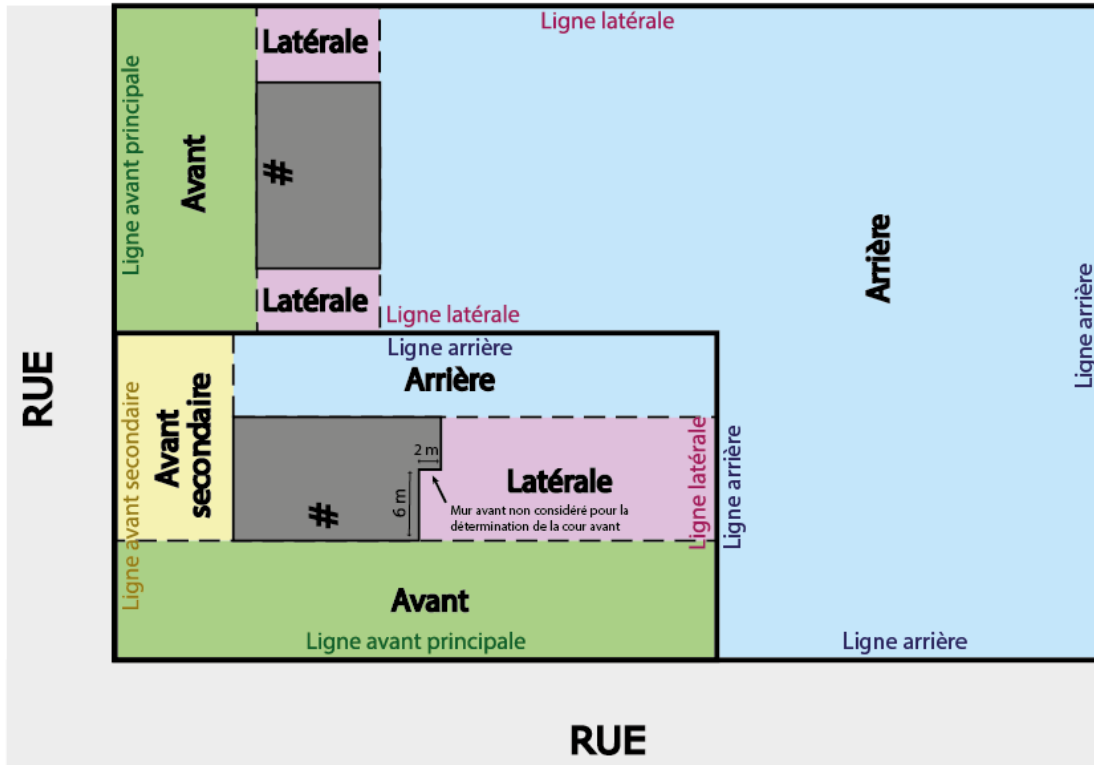 Ligne latérale
Latérale
Ligne avant principale
Avant
#
Arrière
Latérale
Ligne latérale
Ligne arrière
RUE
Ligne arrière
Arrière
Ligne avant secondaire
Avant
secondaire
2 m
6 m
#
Latérale
Mur avant non considéré pour la
détermination de la cour avant
Ligne latérale
Ligne arrière
Avant
Ligne avant principale
Ligne arrière
RUE